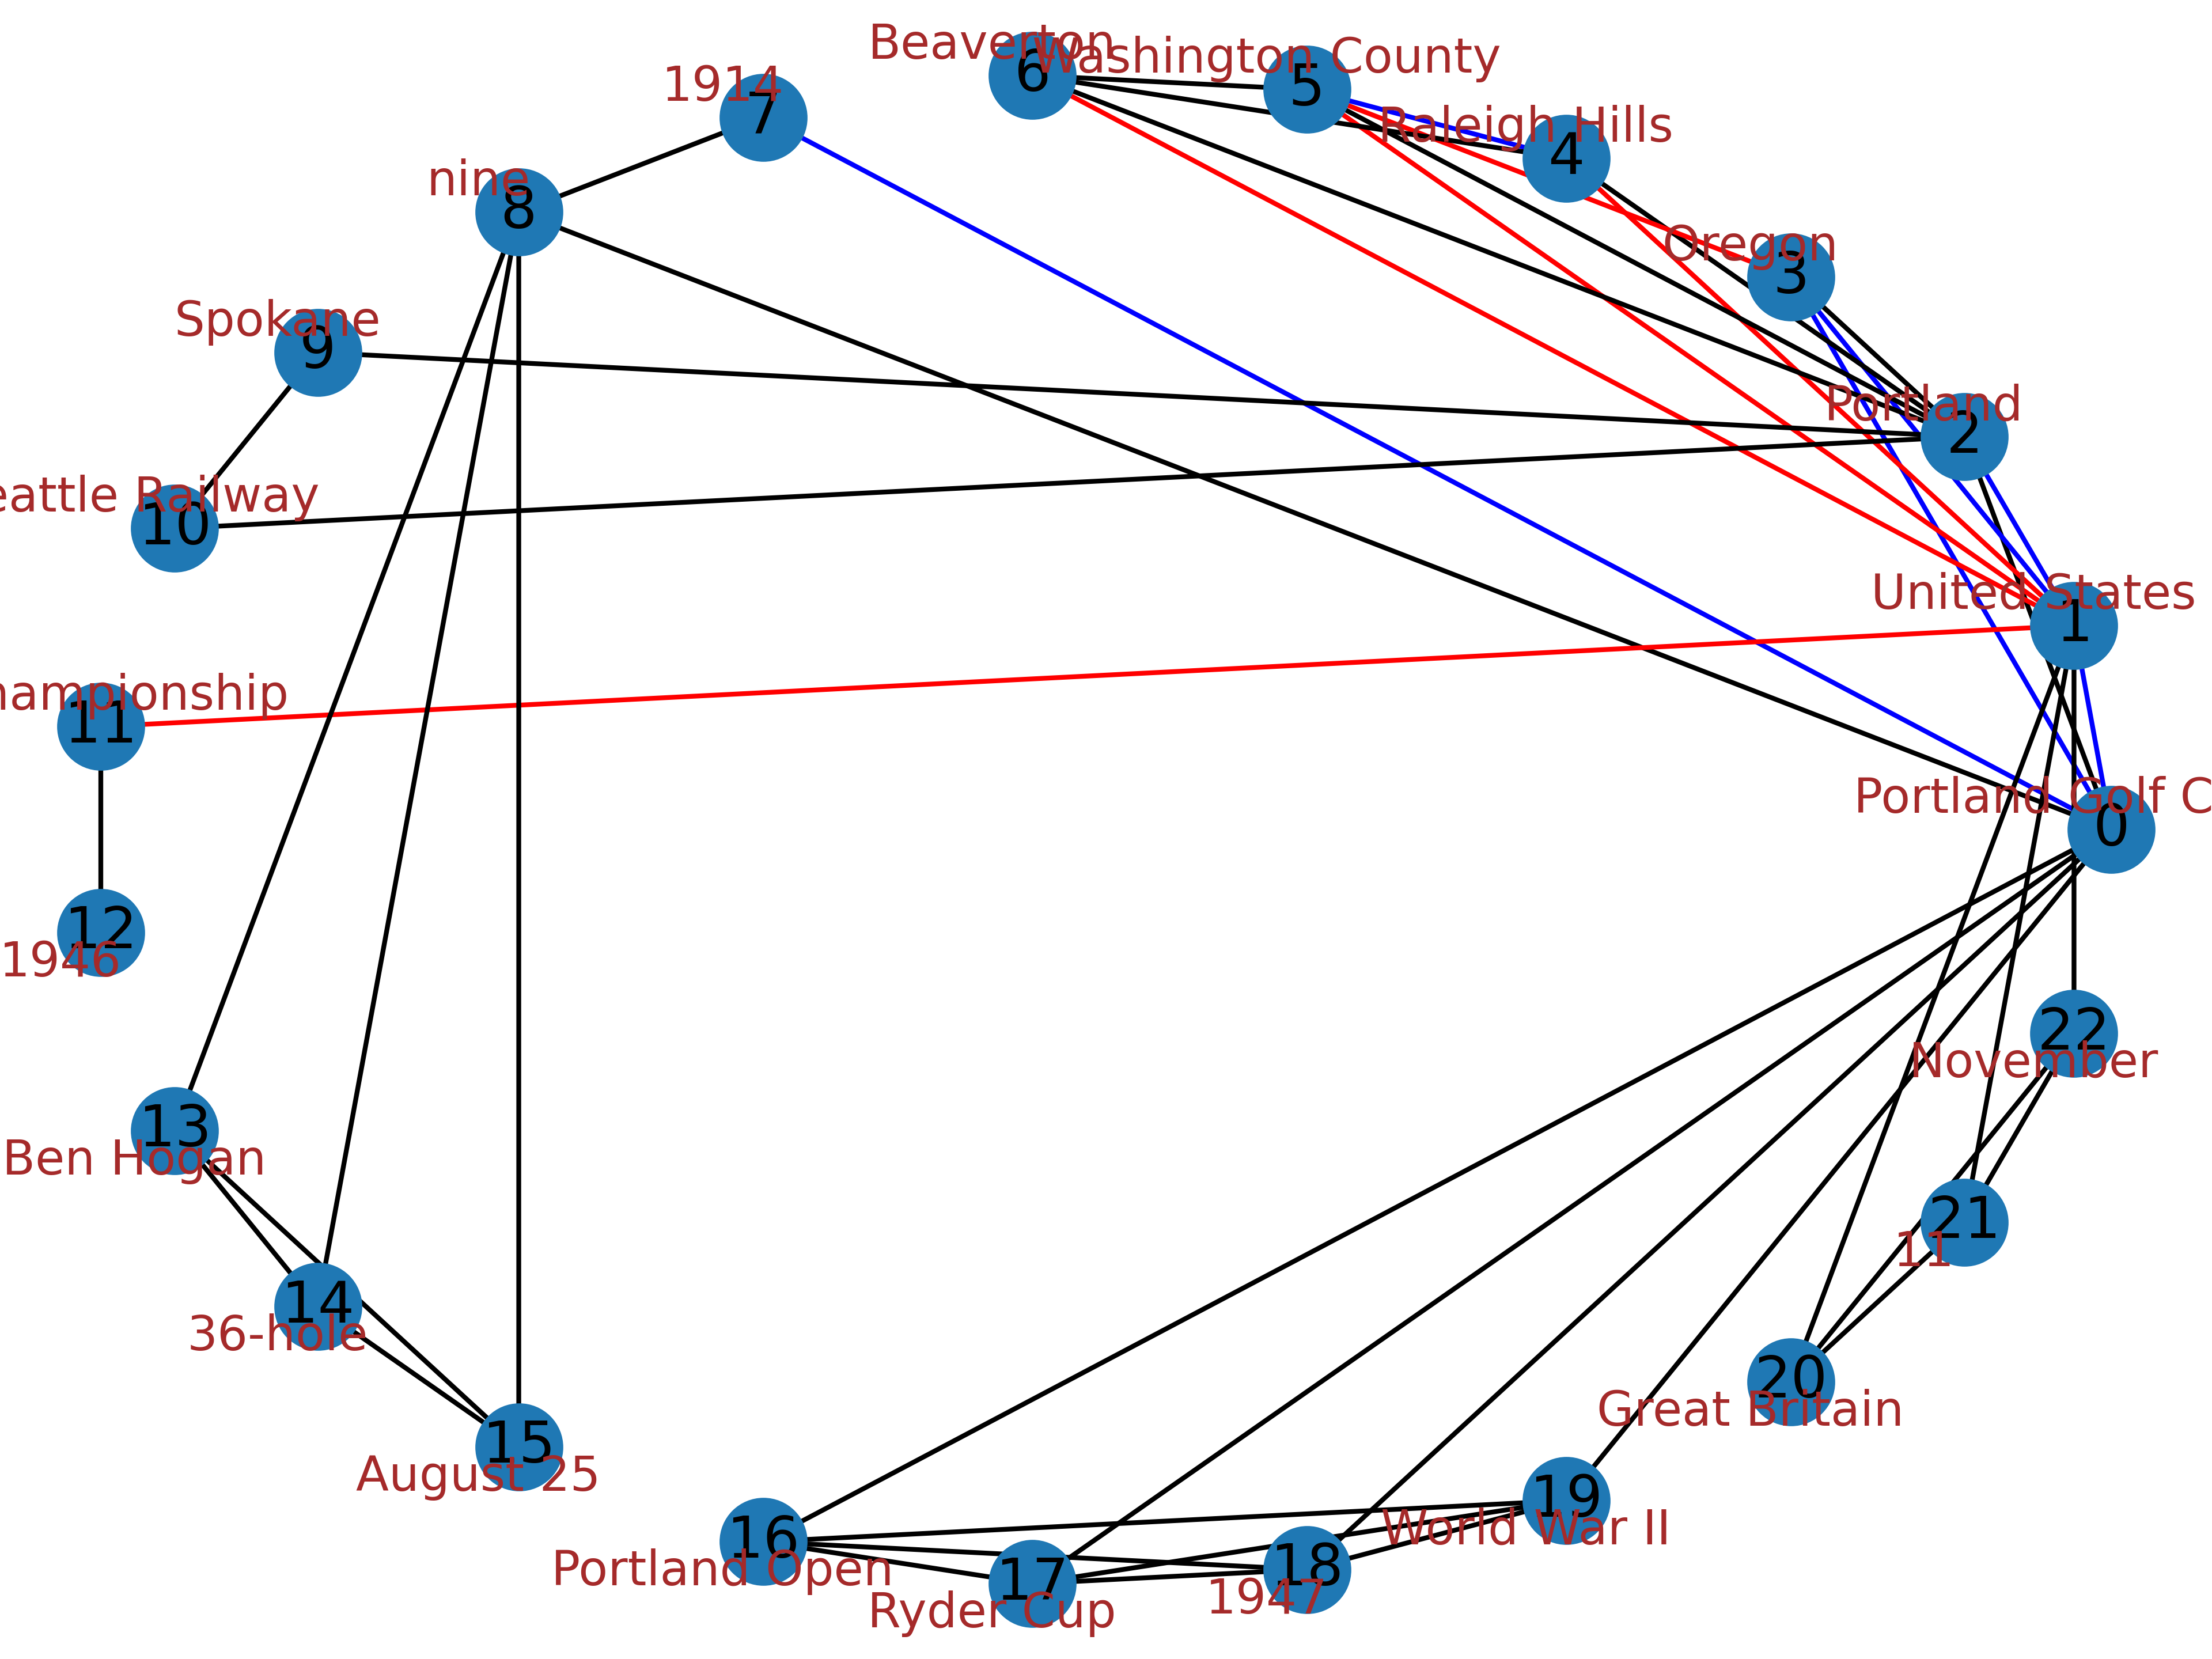 Beaverton
6
Washington County
5
1914
7
Raleigh Hills
4
nine
8
Oregon
3
Spokane
9
Portland
2
eattle Railway
10
United States
1
hampionship
11
Portland Golf C
0
12
1946
22
November
13
Ben Hogan
21
11
14
36-hole
20
Great Britain
15
August 25
19
World War II
16
Portland Open
18
1947
17
Ryder Cup